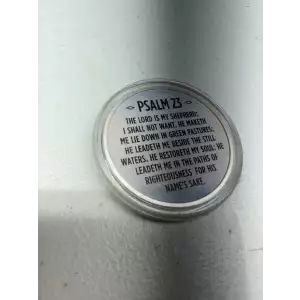 PSALM 23
THE LORD IS MY SHEPHERD;
I SHALL NOT WANT. HE MAKETH
ME LIE DOWN IN GREEN PASTURES:
HE LEADETH ME BESIDE THE STILL
WATERS. HE RESTORETH MY SOUL: HE
LEADETH ME IN THE PATHS OF
RIGHTEOUSNESS FOR HIS
NAME'S SAKE.